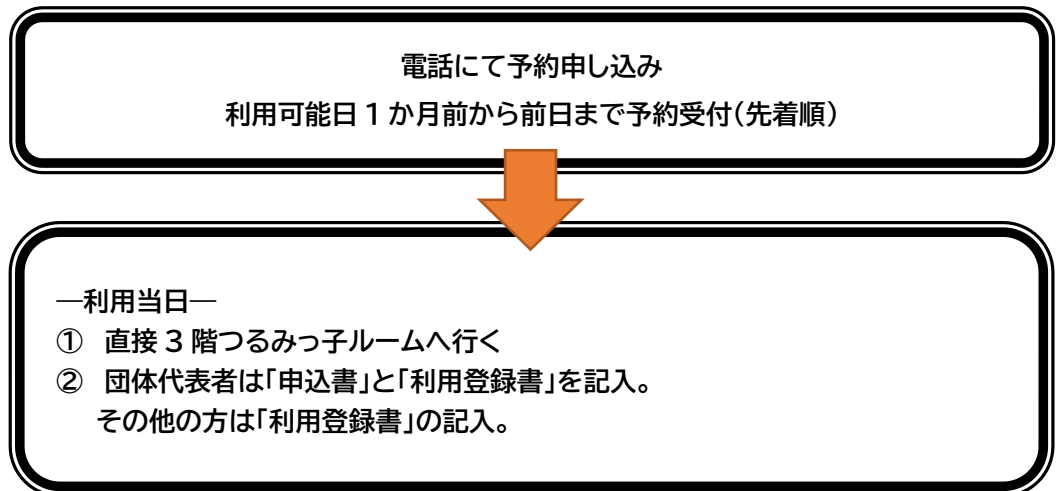 電話にて予約申し込み
利用可能日1か月前から前日まで予約受付(先着順)
―利用当日―
① 直接3階つるみっ子ルームへ行く
② 団体代表者は「申込書」と「利用登録書」を記入。
その他の方は「利用登録書」の記入。